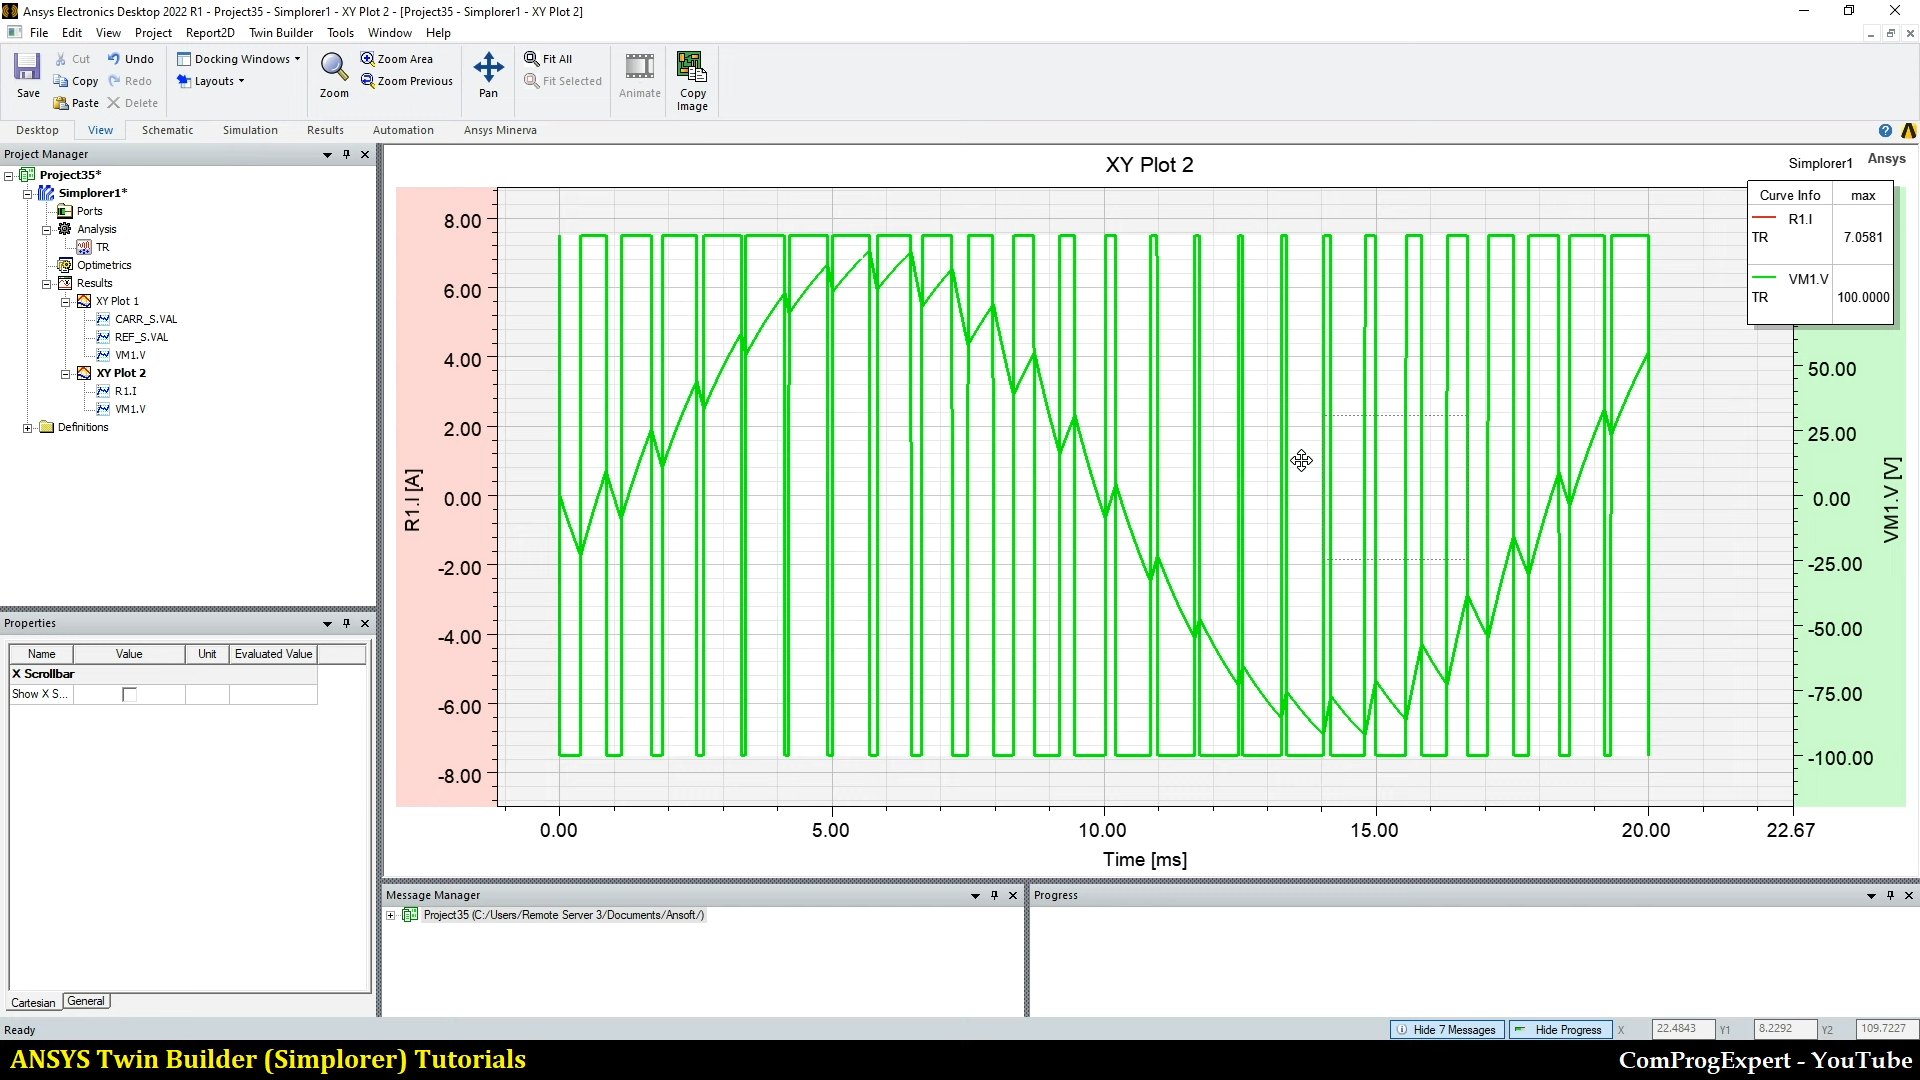 Ansys Electronics Desktop 2022 R1 - Project35 - Simplorer1 - XY Plot 2 - [Project35 - Simplorer1 - XY Plot 2]
File Edit View Project Report2D Twin Builder Tools Window Help
Save Cut Copy Paste Undo Redo Delete
Docking Windows Layouts
Zoom Zoom Area Zoom Previous
Pan Fit All Fit Selected
Animate Copy Image
Desktop View Schematic Simulation Results Automation Ansys Minerva
Project Manager
Project35*
Simplorer1*
Ports
Analysis
TR
Optimetrics
Results
XY Plot 1
CARR_S.VAL
REF_S.VAL
VM1.V
XY Plot 2
R1.I
VM1.V
Definitions
Properties
Name Value Unit Evaluated Value
X Scrollbar
Show X S...
Cartesian General
XY Plot 2
Simplorer1 Ansys
Curve Info max
R1.I
TR 7.0581
VM1.V
TR 100.0000
R1.I [A]
8.00
6.00
4.00
2.00
0.00
-2.00
-4.00
-6.00
-8.00
50.00
25.00
0.00
-25.00
-50.00
-75.00
-100.00
VM1.V [V]
0.00 5.00 10.00 15.00 20.00 22.67
Time [ms]
Message Manager
Project35 (C:/Users/Remote Server 3/Documents/Ansoft/)
Progress
Ready
Hide 7 Messages Hide Progress X 22.4843 Y1 8.2292 Y2 109.7227
ANSYS Twin Builder (Simplorer) Tutorials
ComProgExpert - YouTube